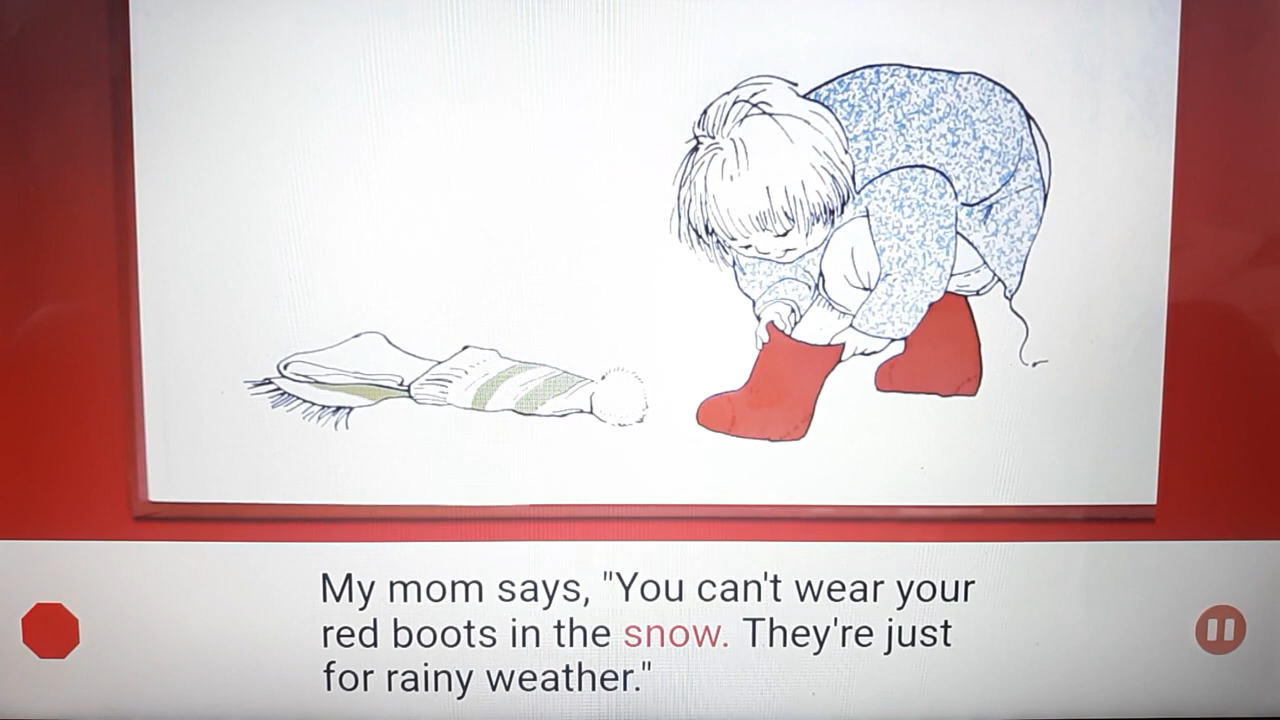 My mom says, "You can't wear your
red boots in the snow. They're just
for rainy weather."